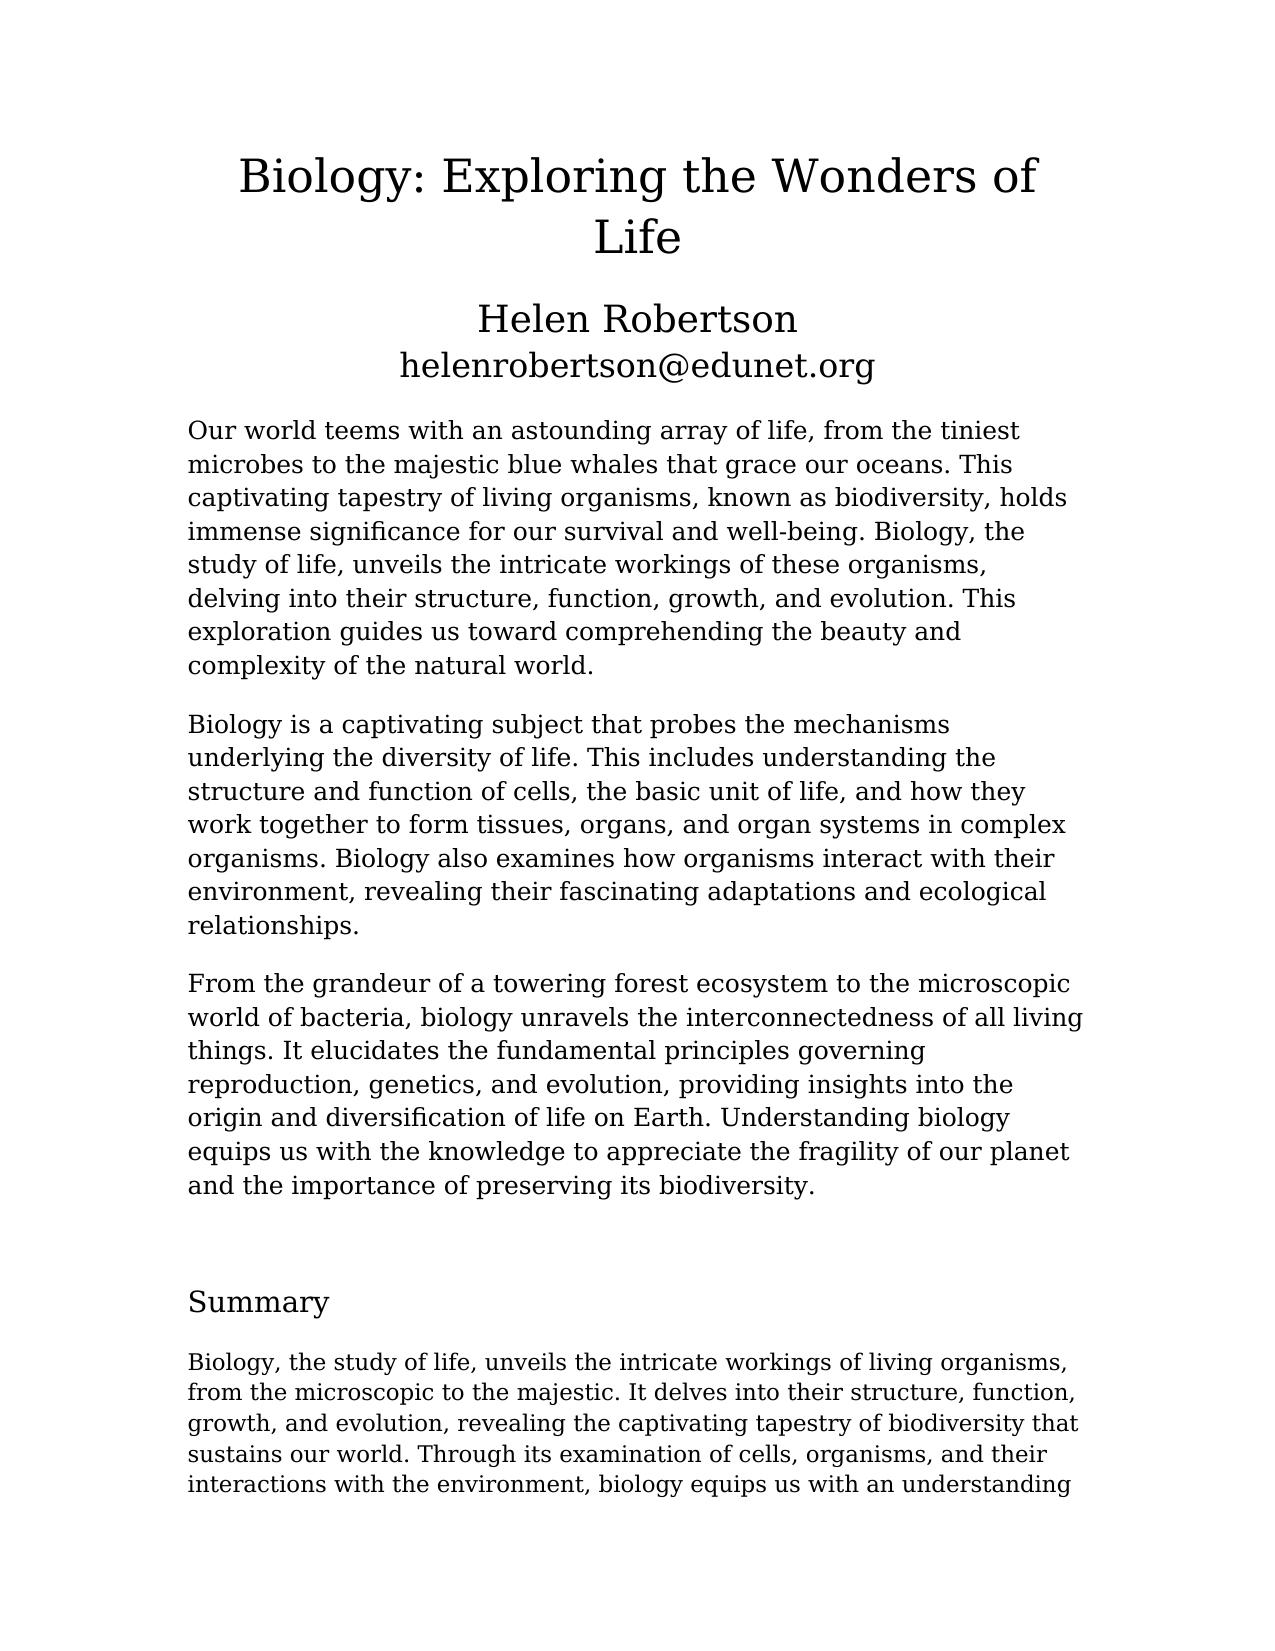 Biology: Exploring the Wonders of
Life
Helen Robertson
helenrobertson@edunet.org
Our world teems with an astounding array of life, from the tiniest
microbes to the majestic blue whales that grace our oceans. This
captivating tapestry of living organisms, known as biodiversity, holds
immense significance for our survival and well-being. Biology, the
study of life, unveils the intricate workings of these organisms,
delving into their structure, function, growth, and evolution. This
exploration guides us toward comprehending the beauty and
complexity of the natural world.
Biology is a captivating subject that probes the mechanisms
underlying the diversity of life. This includes understanding the
structure and function of cells, the basic unit of life, and how they
work together to form tissues, organs, and organ systems in complex
organisms. Biology also examines how organisms interact with their
environment, revealing their fascinating adaptations and ecological
relationships.
From the grandeur of a towering forest ecosystem to the microscopic
world of bacteria, biology unravels the interconnectedness of all living
things. It elucidates the fundamental principles governing
reproduction, genetics, and evolution, providing insights into the
origin and diversification of life on Earth. Understanding biology
equips us with the knowledge to appreciate the fragility of our planet
and the importance of preserving its biodiversity.
Summary
Biology, the study of life, unveils the intricate workings of living organisms,
from the microscopic to the majestic. It delves into their structure, function,
growth, and evolution, revealing the captivating tapestry of biodiversity that
sustains our world. Through its examination of cells, organisms, and their
interactions with the environment, biology equips us with an understanding